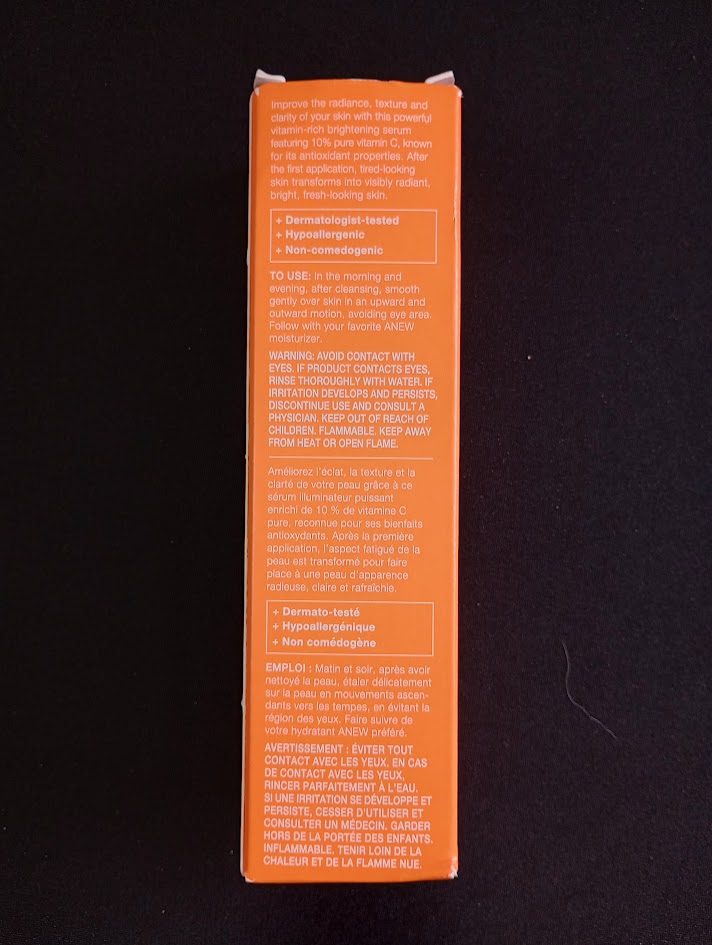 Improve the radiance, texture and
clarity of your skin with this powerful
vitamin-rich brightening serum
featuring 10% pure vitamin C, known
for its antioxidant properties. After
the first application, tired-looking
skin transforms into visibly radiant,
bright, fresh-looking skin.
+ Dermatologist-tested
+ Hypoallergenic
+ Non-comedogenic
TO USE: In the morning and
evening, after cleansing, smooth
gently over skin in an upward and
outward motion, avoiding eye area.
Follow with your favorite ANEW
moisturizer.
WARNING: AVOID CONTACT WITH
EYES. IF PRODUCT CONTACTS EYES,
RINSE THOROUGHLY WITH WATER. IF
IRRITATION DEVELOPS AND PERSISTS,
DISCONTINUE USE AND CONSULT A
PHYSICIAN. KEEP OUT OF REACH OF
CHILDREN. FLAMMABLE. KEEP AWAY
FROM HEAT OR OPEN FLAME.
Améliorez l'éclat, la texture et la
clarté de votre peau grâce à ce
sérum illuminateur puissant
enrichi de 10 % de vitamine C
pure, reconnue pour ses bienfaits
antioxydants. Après la première
application, l'aspect fatigué de la
peau est transformé pour faire
place à une peau d'apparence
radieuse, claire et rafraîchie.
+ Dermato-testé
+ Hypoallergénique
+ Non comédogène
EMPLOI : Matin et soir, après avoir
nettoyé la peau, étaler délicatement
sur la peau en mouvements ascen-
dants vers les tempes, en évitant la
région des yeux. Faire suivre de
votre hydratant ANEW préféré.
AVERTISSEMENT : ÉVITER TOUT
CONTACT AVEC LES YEUX. EN CAS
DE CONTACT AVEC LES YEUX,
RINCER PARFAITEMENT À L'EAU.
SI UNE IRRITATION SE DÉVELOPPE ET
PERSISTE, CESSER D'UTILISER ET
CONSULTER UN MÉDECIN. GARDER
HORS DE LA PORTÉE DES ENFANTS.
INFLAMMABLE. TENIR LOIN DE LA
CHALEUR ET DE LA FLAMME NUE.